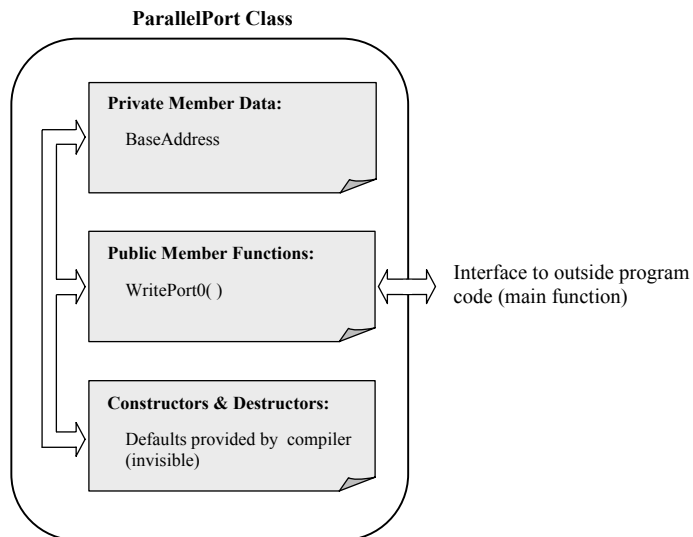 ParallelPort Class
Private Member Data:
BaseAddress
Public Member Functions:
WritePort0( )
Interface to outside program
code (main function)
Constructors & Destructors:
Defaults provided by compiler
(invisible)